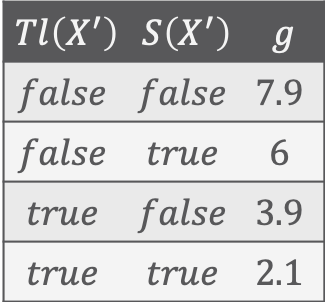 Tl(X′) S(X′) g
false false 7.9
false true 6
true false 3.9
true true 2.1